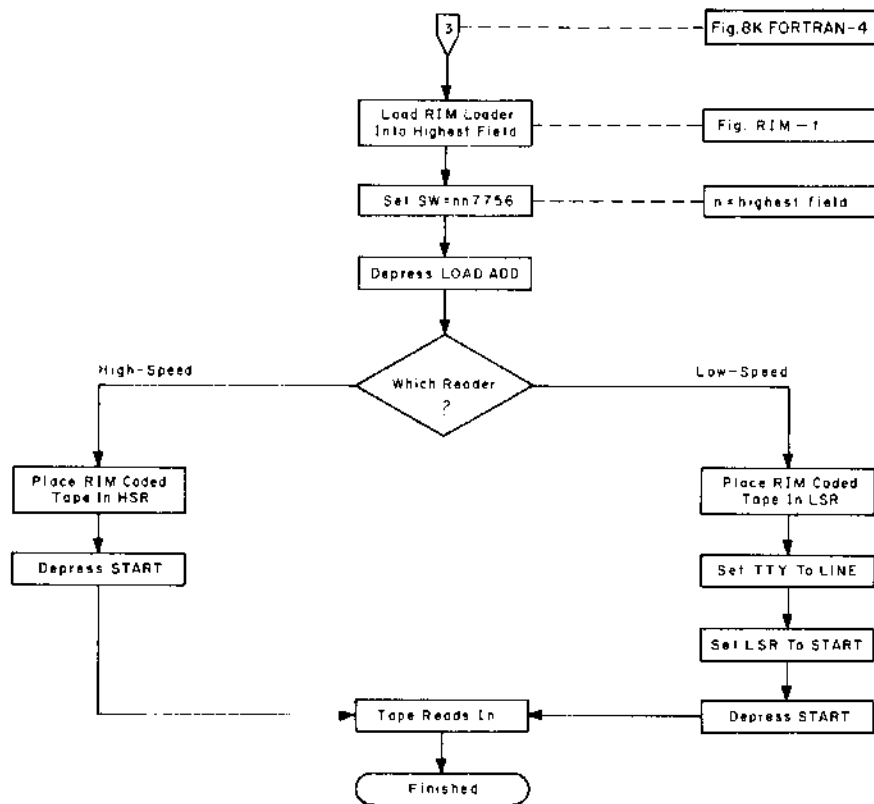 3
Fig.8K FORTRAN-4
Load RIM Loader
Into Highest Field
Fig. RIM-1
Set SW=nn7756
n=highest field
Depress LOAD ADD
High-Speed
Which Reader
?
Low-Speed
Place RIM Coded
Tape In HSR
Place RIM Coded
Tape In LSR
Depress START
Set TTY To LINE
Set LSR To START
Tape Reads In
Depress START
Finished